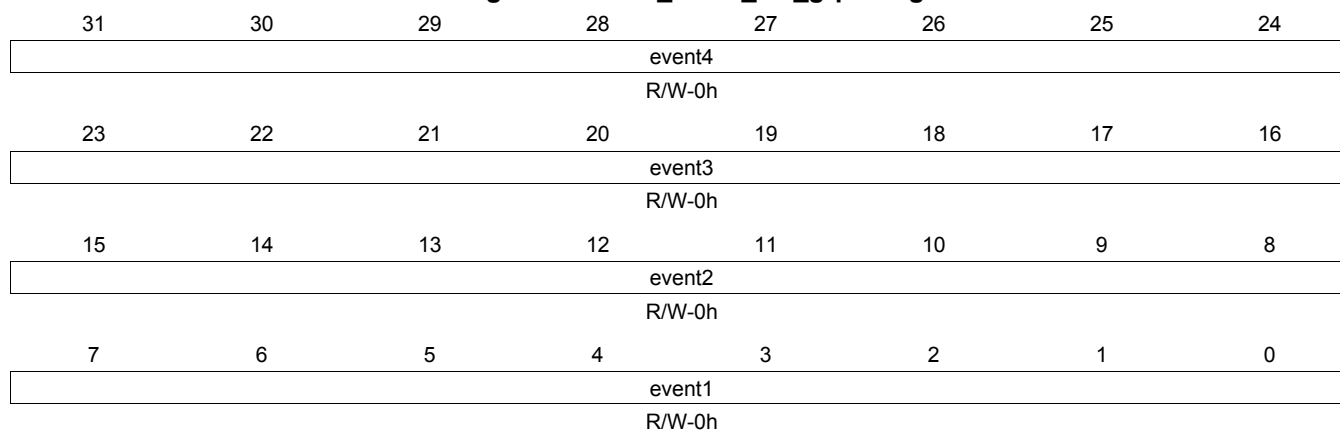 31 30 29 28 27 26 25 24
event4
R/W-0h
23 22 21 20 19 18 17 16
event3
R/W-0h
15 14 13 12 11 10 9 8
event2
R/W-0h
7 6 5 4 3 2 1 0
event1
R/W-0h